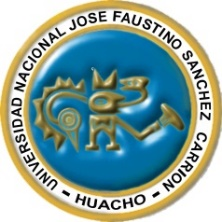 UNIVERSIDAD NACIONAL JOSE FAUSTINO SANCHEZ CARRION
- HUACHO -